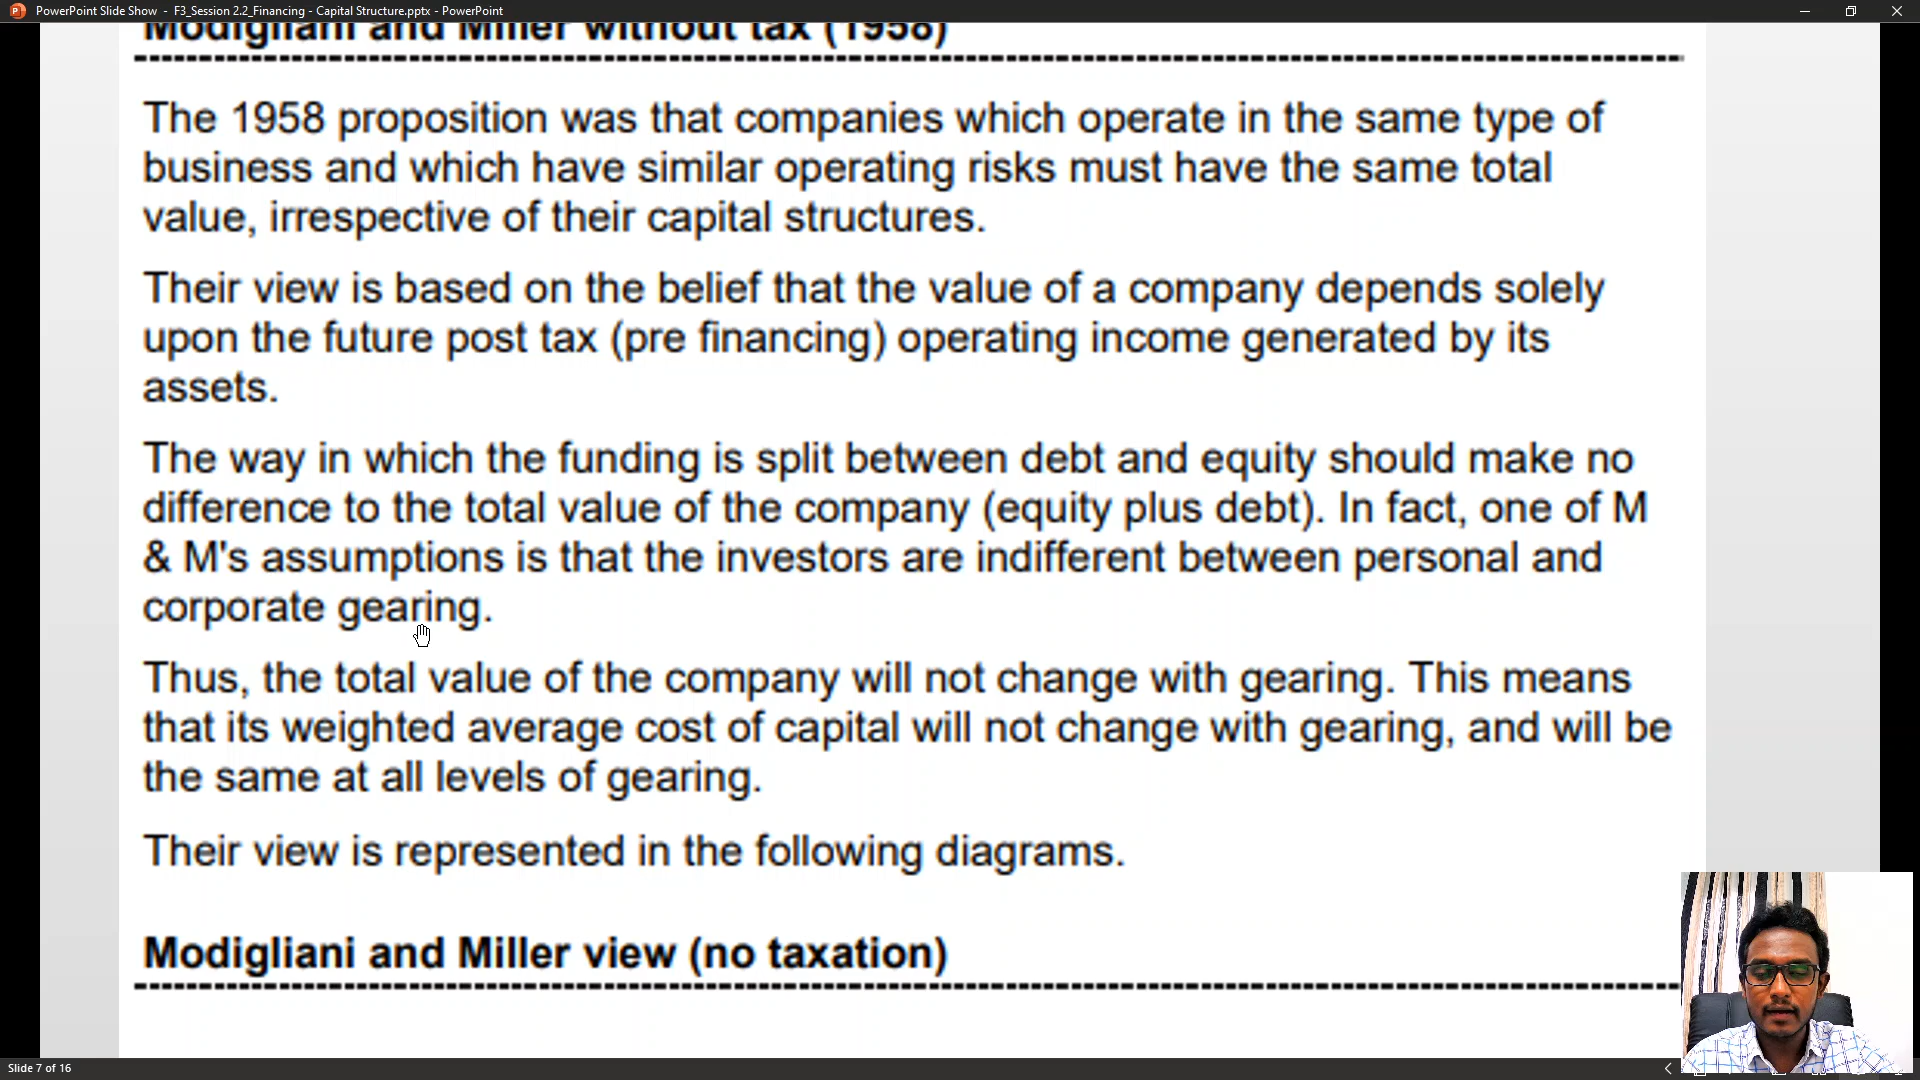 PowerPoint Slide Show - F3_Session 2.2_Financing - Capital Structure.pptx - PowerPoint
Modigliani and Miller without tax (1958)
The 1958 proposition was that companies which operate in the same type of
business and which have similar operating risks must have the same total
value, irrespective of their capital structures.
Their view is based on the belief that the value of a company depends solely
upon the future post tax (pre financing) operating income generated by its
assets.
The way in which the funding is split between debt and equity should make no
difference to the total value of the company (equity plus debt). In fact, one of M
& M's assumptions is that the investors are indifferent between personal and
corporate gearing.
Thus, the total value of the company will not change with gearing. This means
that its weighted average cost of capital will not change with gearing, and will be
the same at all levels of gearing.
Their view is represented in the following diagrams.
Modigliani and Miller view (no taxation)
Slide 7 of 16